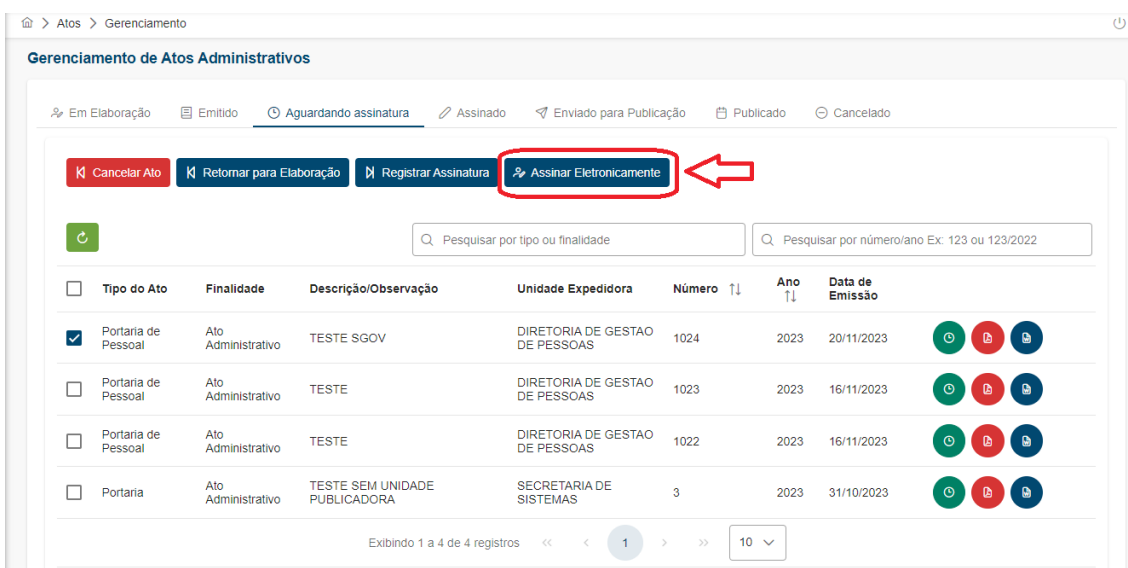 Atos > Gerenciamento
Gerenciamento de Atos Administrativos
Em Elaboração Emitido Aguardando assinatura Assinado Enviado para Publicação Publicado Cancelado
Cancelar Ato Retornar para Elaboração Registrar Assinatura Assinar Eletronicamente
Pesquisar por tipo ou finalidade Pesquisar por número/ano Ex: 123 ou 123/2022
Tipo do Ato Finalidade Descrição/Observação Unidade Expedidora Número Ano Data de Emissão
Portaria de Pessoal Ato Administrativo TESTE SGOV DIRETORIA DE GESTAO DE PESSOAS 1024 2023 20/11/2023
Portaria de Pessoal Ato Administrativo TESTE DIRETORIA DE GESTAO DE PESSOAS 1023 2023 16/11/2023
Portaria de Pessoal Ato Administrativo TESTE DIRETORIA DE GESTAO DE PESSOAS 1022 2023 16/11/2023
Portaria Ato Administrativo TESTE SEM UNIDADE PUBLICADORA SECRETARIA DE SISTEMAS 3 2023 31/10/2023
Exibindo 1 a 4 de 4 registros << < 1 > >> 10